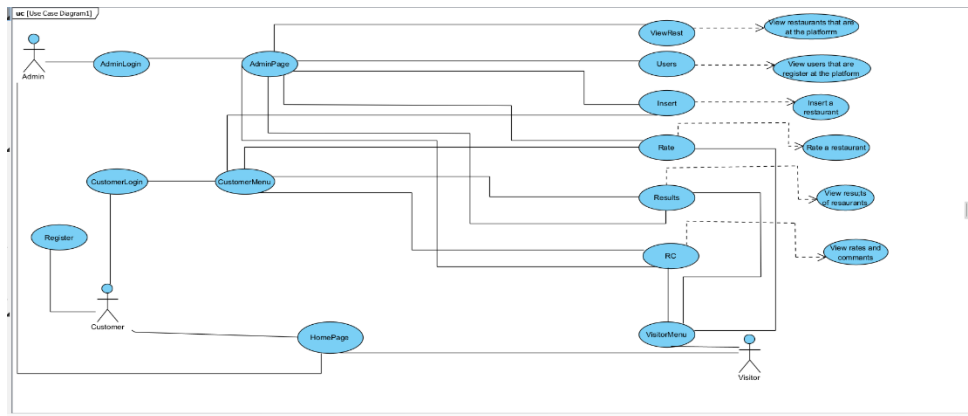 uc [Use Case Diagram1]
Admin
AdminLogin
AdminPage
ViewRest
View restaurants that are
at the platform
Users
View users that are
register at the platform
Insert
Insert a
restaurant
Rate
Rate a restaurant
CustomerLogin
CustomerMenu
Results
View results
of resaurants
Register
RC
View rates and
commants
Customer
HomePage
VisitorMenu
Visitor